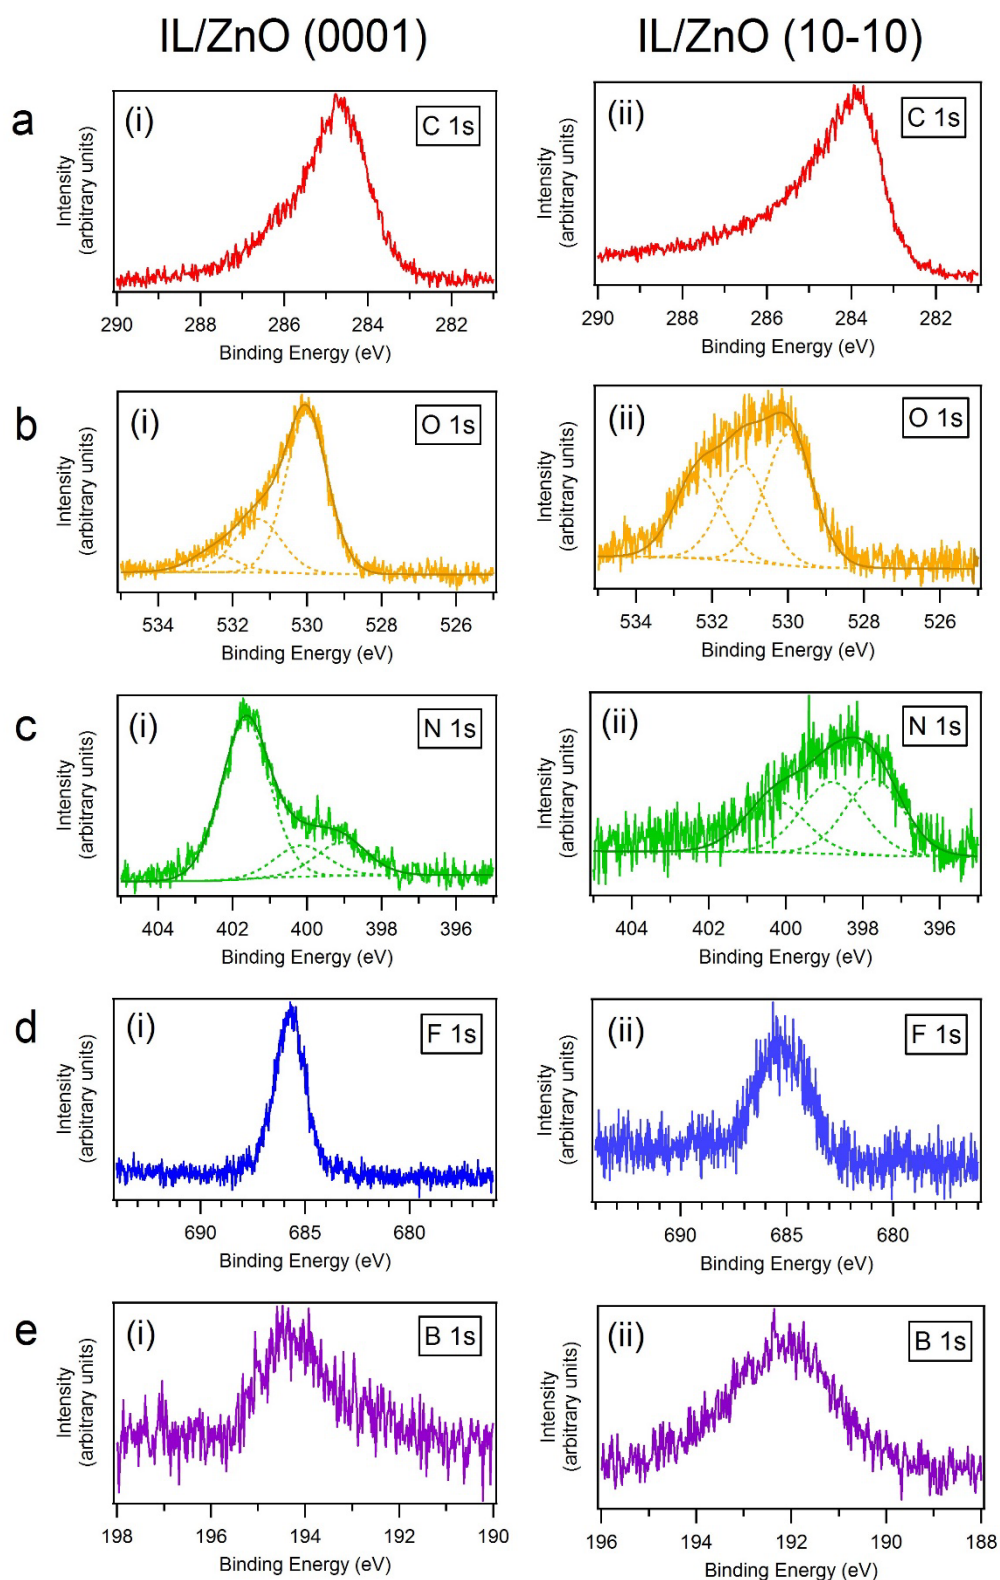 IL/ZnO (0001)
IL/ZnO (10-10)
a
(i)
C 1s
Intensity
(arbitrary units)
290 288 286 284 282
Binding Energy (eV)
(ii)
C 1s
Intensity
(arbitrary units)
290 288 286 284 282
Binding Energy (eV)
b
(i)
O 1s
Intensity
(arbitrary units)
534 532 530 528 526
Binding Energy (eV)
(ii)
O 1s
Intensity
(arbitrary units)
534 532 530 528 526
Binding Energy (eV)
c
(i)
N 1s
Intensity
(arbitrary units)
404 402 400 398 396
Binding Energy (eV)
(ii)
N 1s
Intensity
(arbitrary units)
404 402 400 398 396
Binding Energy (eV)
d
(i)
F 1s
Intensity
(arbitrary units)
690 685 680
Binding Energy (eV)
(ii)
F 1s
Intensity
(arbitrary units)
690 685 680
Binding Energy (eV)
e
(i)
B 1s
Intensity
(arbitrary units)
198 196 194 192 190
Binding Energy (eV)
(ii)
B 1s
Intensity
(arbitrary units)
196 194 192 190 188
Binding Energy (eV)